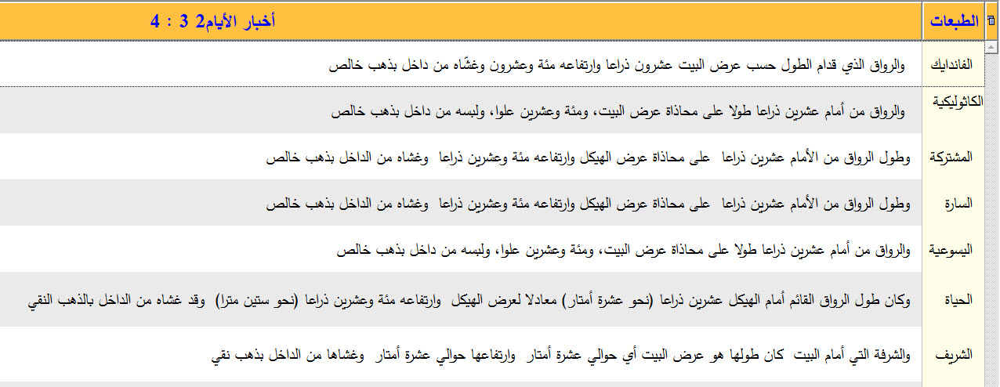 الطبعات أخبار الأيام2 3 : 4
الفاندايك والرواق الذي قدام الطول حسب عرض البيت عشرون ذراعا وارتفاعه مئة وعشرون وغشّاه من داخل بذهب خالص
الكاثوليكية والرواق من أمام عشرين ذراعا طولا على محاذاة عرض البيت، ومئة وعشرين علوا، ولبسه من داخل بذهب خالص
المشتركة وطول الرواق من الأمام عشرين ذراعا على محاذاة عرض الهيكل وارتفاعه مئة وعشرين ذراعا وغشاه من الداخل بذهب خالص
السارة وطول الرواق من الأمام عشرين ذراعا على محاذاة عرض الهيكل وارتفاعه مئة وعشرين ذراعا وغشاه من الداخل بذهب خالص
اليسوعية والرواق من أمام عشرين ذراعا طولا على محاذاة عرض البيت، ومئة وعشرين علوا، ولبسه من داخل بذهب خالص
الحياة وكان طول الرواق القائم أمام الهيكل عشرين ذراعا (نحو عشرة أمتار) معادلا لعرض الهيكل وارتفاعه مئة وعشرين ذراعا (نحو ستين مترا) وقد غشاه من الداخل بالذهب النقي
الشريف والشرفة التي أمام البيت كان طولها هو عرض البيت أي حوالي عشرة أمتار وارتفاعها حوالي عشرة أمتار وغشاها من الداخل بذهب نقي